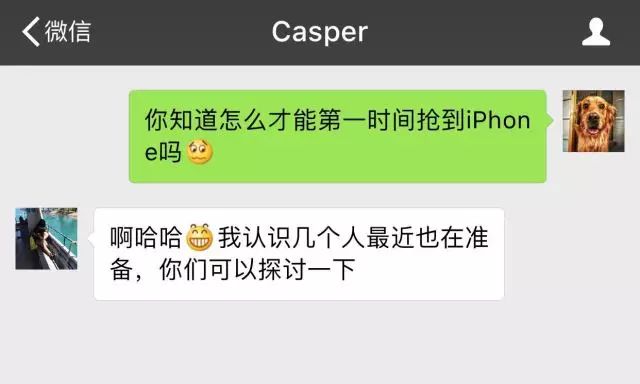 微信
Casper
你知道怎么才能第一时间抢到iPhon
e吗😟
啊哈哈😁我认识几个人最近也在准
备，你们可以探讨一下